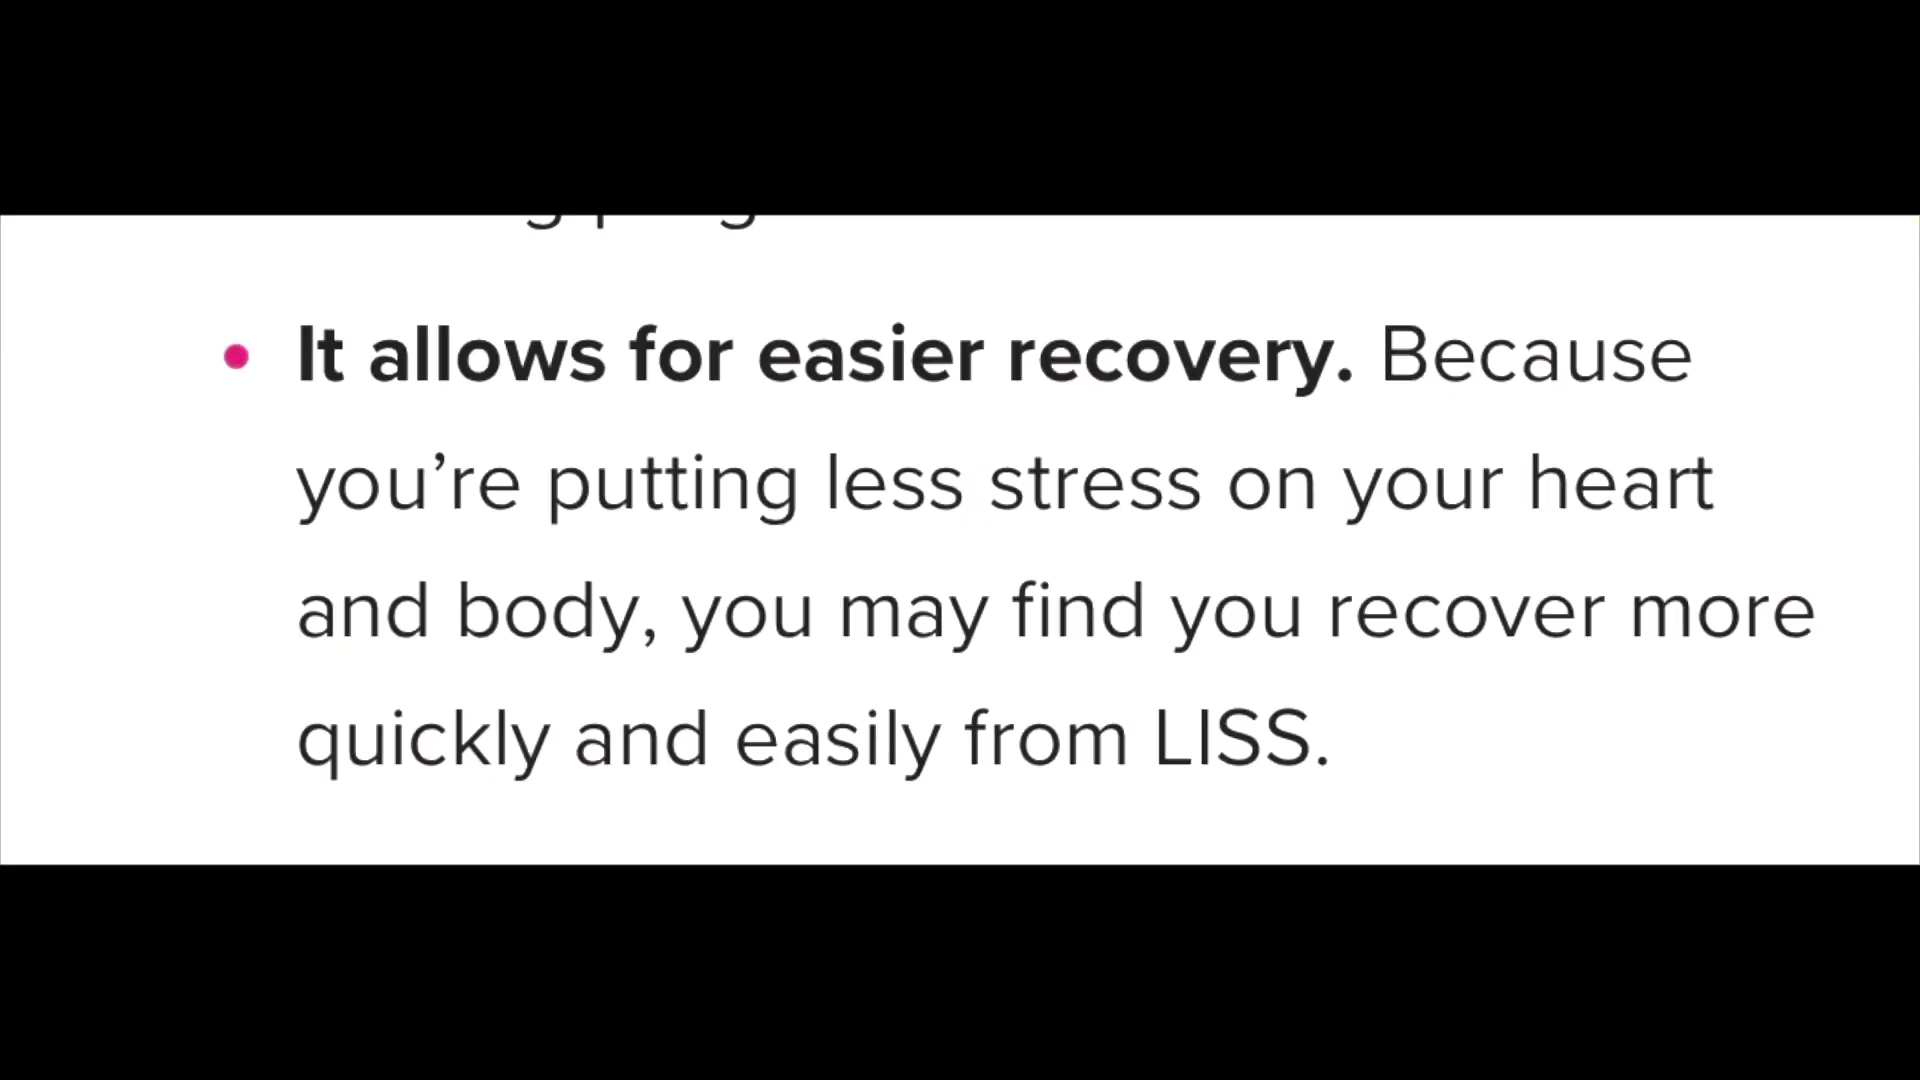 • It allows for easier recovery. Because
you’re putting less stress on your heart
and body, you may find you recover more
quickly and easily from LISS.